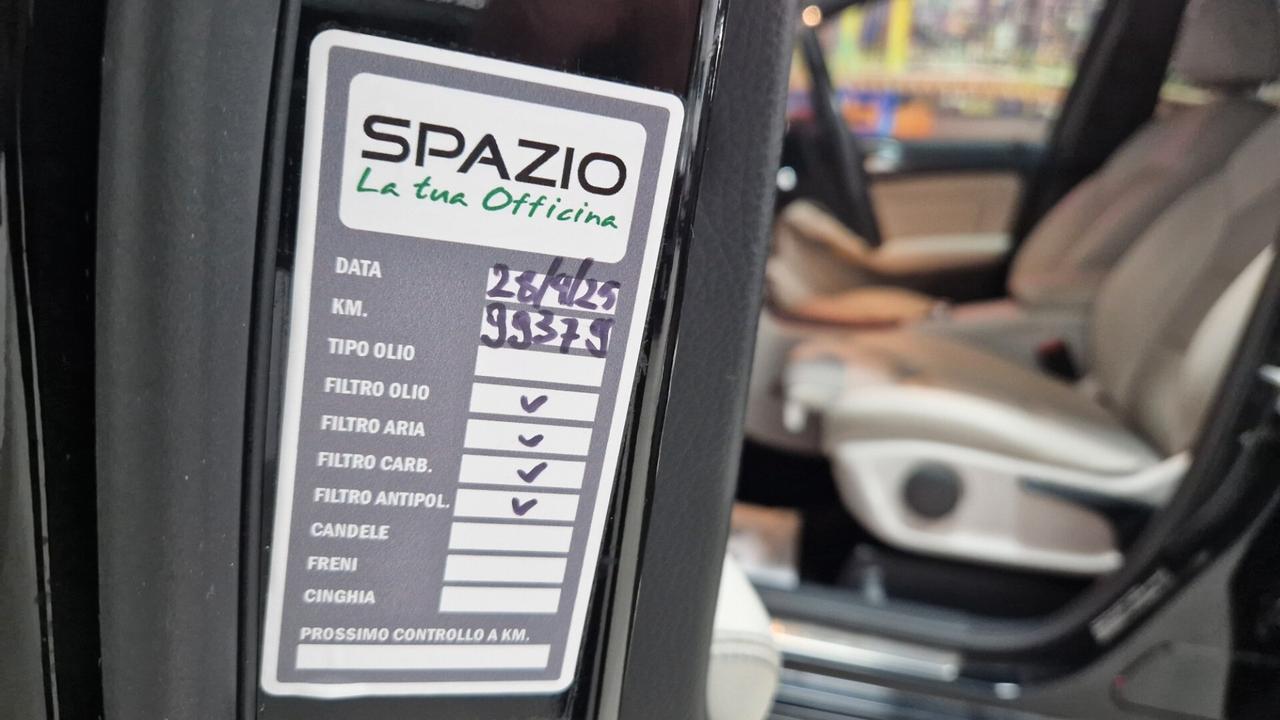 SPAZIO
La tua Officina
DATA 28/4/25
KM. 99379
TIPO OLIO
FILTRO OLIO ✓
FILTRO ARIA ✓
FILTRO CARB. ✓
FILTRO ANTIPOL. ✓
CANDELE
FRENI
CINGHIA
PROSSIMO CONTROLLO A KM.